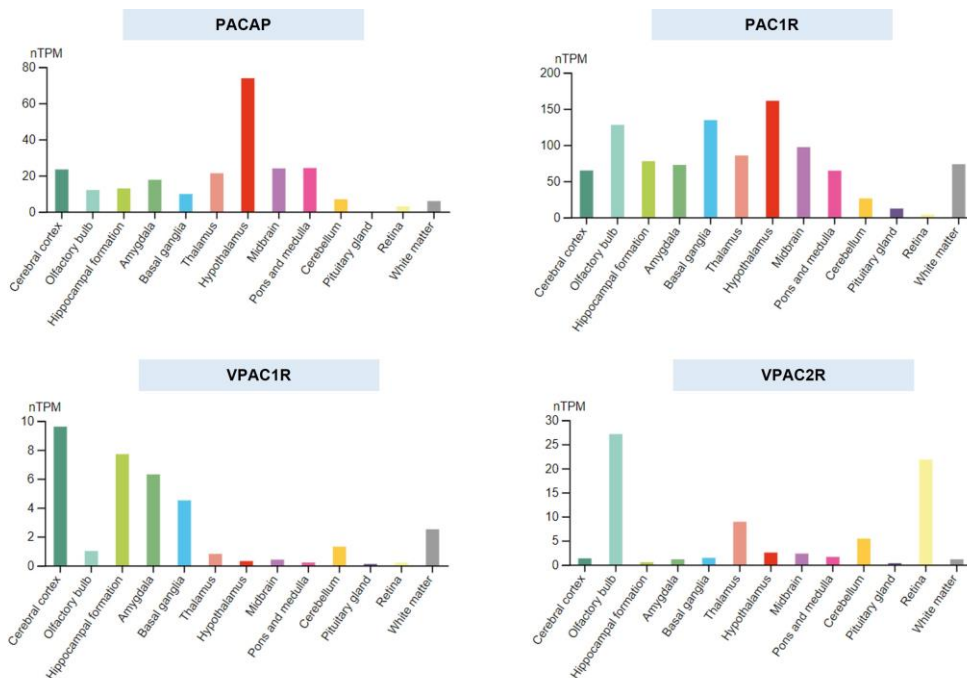 PACAP
nTPM
80
60
40
20
0
Cerebral cortex
Olfactory bulb
Hippocampal formation
Amygdala
Basal ganglia
Thalamus
Hypothalamus
Midbrain
Pons and medulla
Cerebellum
Pituitary gland
Retina
White matter
PAC1R
nTPM
200
150
100
50
0
Cerebral cortex
Olfactory bulb
Hippocampal formation
Amygdala
Basal ganglia
Thalamus
Hypothalamus
Midbrain
Pons and medulla
Cerebellum
Pituitary gland
Retina
White matter
VPAC1R
nTPM
10
8
6
4
2
0
Cerebral cortex
Olfactory bulb
Hippocampal formation
Amygdala
Basal ganglia
Thalamus
Hypothalamus
Midbrain
Pons and medulla
Cerebellum
Pituitary gland
Retina
White matter
VPAC2R
nTPM
30
25
20
15
10
5
0
Cerebral cortex
Olfactory bulb
Hippocampal formation
Amygdala
Basal ganglia
Thalamus
Hypothalamus
Midbrain
Pons and medulla
Cerebellum
Pituitary gland
Retina
White matter